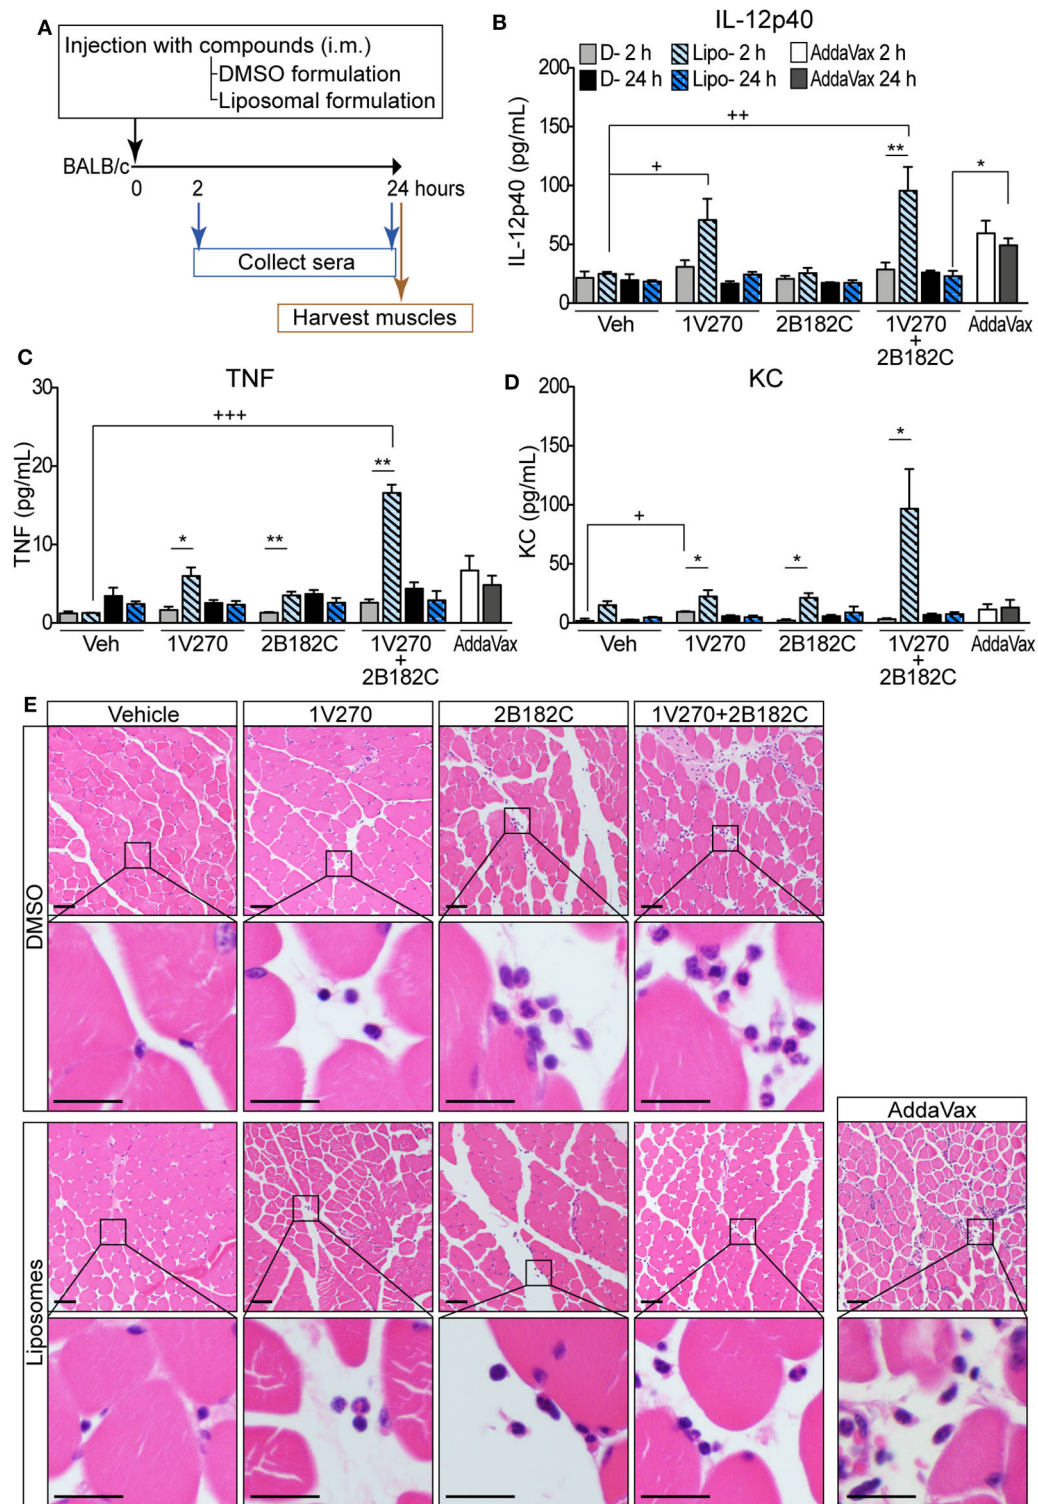 A
Injection with compounds (i.m.)
DMSO formulation
Liposomal formulation
BALB/c
0
2
24 hours
Collect sera
Harvest muscles
B
IL-12p40
D- 2 h
Lipo- 2 h
AddaVax 2 h
D- 24 h
Lipo- 24 h
AddaVax 24 h
IL-12p40 (pg/mL)
200
150
100
50
0
++
+
**
*
Veh
1V270
2B182C
1V270
+
2B182C
AddaVax
C
TNF
TNF (pg/mL)
30
20
10
0
+++
*
**
**
Veh
1V270
2B182C
1V270
+
2B182C
AddaVax
D
KC
KC (pg/mL)
200
150
100
50
0
+
*
*
*
Veh
1V270
2B182C
1V270
+
2B182C
AddaVax
E
Vehicle
1V270
2B182C
1V270+2B182C
DMSO
AddaVax
Liposomes